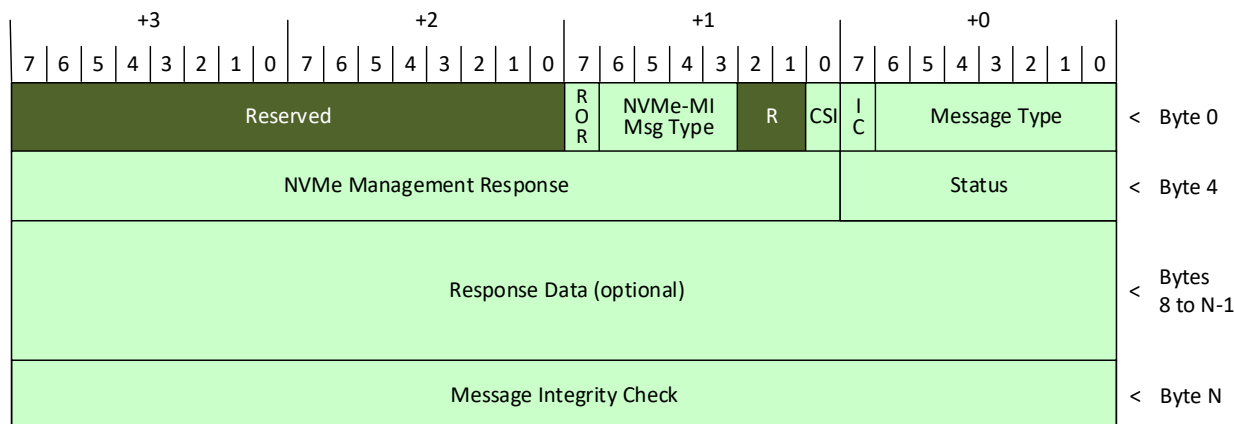 +3 +2 +1 +0
7 6 5 4 3 2 1 0 7 6 5 4 3 2 1 0 7 6 5 4 3 2 1 0 7 6 5 4 3 2 1 0
Reserved ROR NVMe-MI Msg Type R CSI IC Message Type < Byte 0
NVMe Management Response Status < Byte 4
Response Data (optional) < Bytes 8 to N-1
Message Integrity Check < Byte N